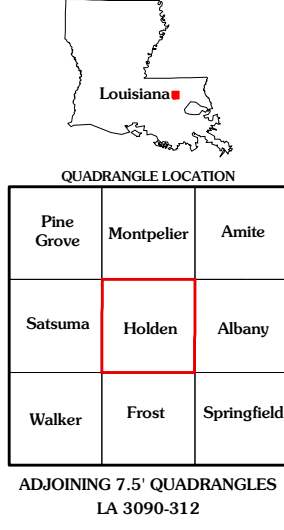 Louisiana
QUADRANGLE LOCATION
Pine
Grove
Montpelier
Amite
Satsuma
Holden
Albany
Walker
Frost
Springfield
ADJOINING 7.5' QUADRANGLES
LA 3090-312